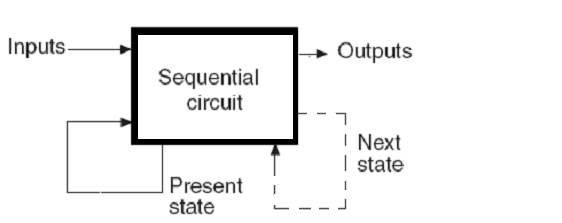 Inputs
Outputs
Sequential
circuit
Next
state
Present
state